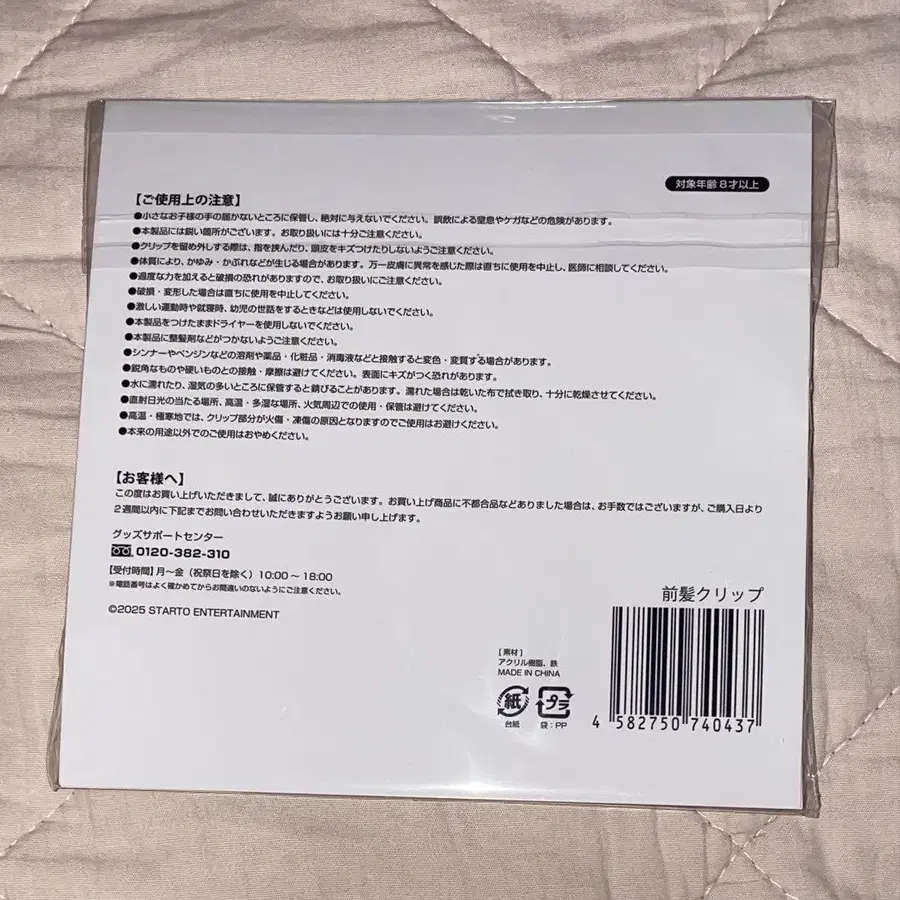 対象年齢 8才以上
【ご使用上の注意】
●小さなお子様の手の届かないところに保管し、絶対に与えないでください。誤飲による窒息やケガなどの危険があります。
●本製品には鋭い箇所がございます。お取り扱いには十分ご注意ください。
●クリップを留め外しする際は、指を挟んだり、頭皮をキズつけたりしないようご注意ください。
●体質により、かゆみ・かぶれなどが生じる場合があります。万一皮膚に異常を感じた際は直ちに使用を中止し、医師に相談してください。
●過度な力を加えると破損の恐れがありますので、お取り扱いにご注意ください。
●破損・変形した場合は直ちに使用を中止してください。
●激しい運動時や就寝時、幼児の世話をするときなどは使用しないでください。
●本製品をつけたままドライヤーを使用しないでください。
●本製品に整髪剤などがつかないようご注意ください。
●シンナーやベンジンなどの溶剤や薬品・化粧品・消毒液などと接触すると変色・変質する場合があります。
●鋭角なものや硬いものとの接触・摩擦は避けてください。表面にキズがつく恐れがあります。
●水に濡れたり、湿気の多いところに保管すると錆びることがあります。濡れた場合は乾いた布で拭き取り、十分に乾燥させてください。
●直射日光の当たる場所、高温・多湿な場所、火気周辺での使用・保管は避けてください。
●高温・極寒地では、クリップ部分が火傷・凍傷の原因となりますのでご使用はお避けください。
●本来の用途以外でのご使用はおやめください。
【お客様へ】
この度はお買い上げいただきまして、誠にありがとうございます。お買い上げ商品に不都合品などありました場合は、お手数ではございますが、ご購入日より
2週間以内に下記までお問い合わせいただきますようお願い申し上げます。
グッズサポートセンター
0120-382-310
【受付時間】月〜金（祝祭日を除く）10:00〜18:00
※電話番号はよく確かめてからお間違いのないようにご注意ください。
©2025 STARTO ENTERTAINMENT
前髪クリップ
[素材]
アクリル樹脂、鉄
MADE IN CHINA
紙
台紙
プラ
袋：PP
4 582750 740437